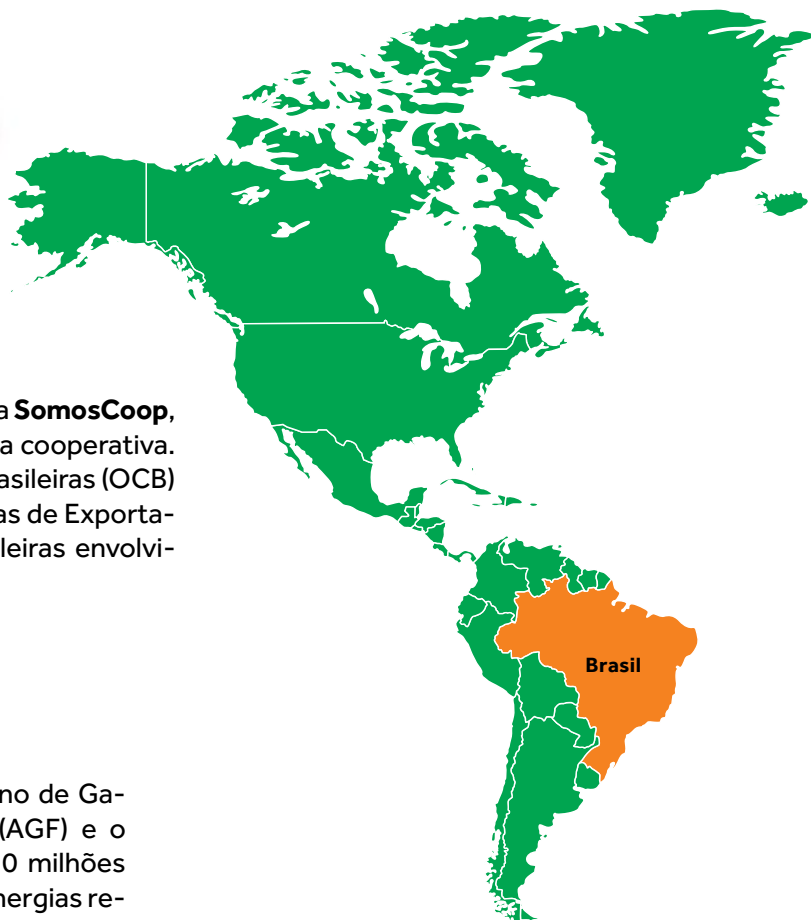 a SomosCoop,
a cooperativa.
asileiras (OCB)
as de Exporta-
leiras envolvi-
Brasil
no de Ga-
(AGF) e o
0 milhões
nergias re-